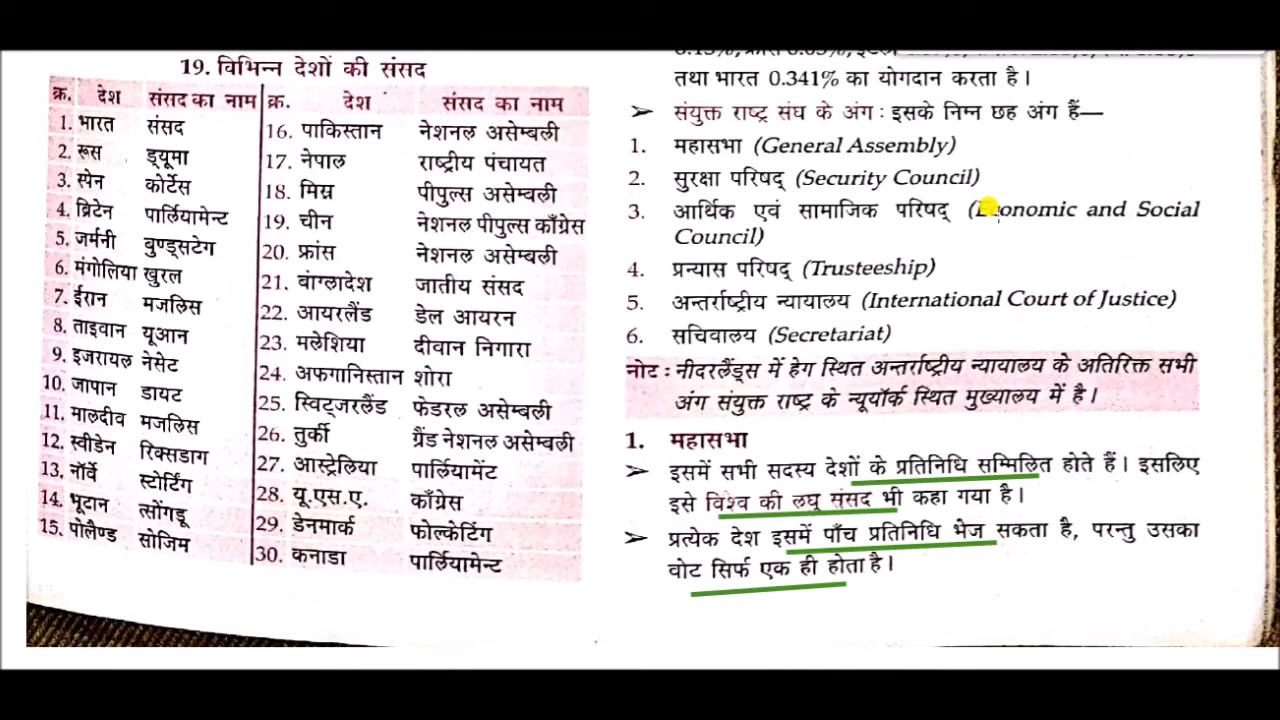 19. विभिन्न देशों की संसद
क्र. देश संसद का नाम क्र. देश संसद का नाम
1. भारत संसद 16. पाकिस्तान नेशनल असेम्बली
2. रूस ड्यूमा 17. नेपाल राष्ट्रीय पंचायत
3. स्पेन कोर्टेस 18. मिस्र पीपुल्स असेम्बली
4. ब्रिटेन पार्लियामेन्ट 19. चीन नेशनल पीपुल्स काँग्रेस
5. जर्मनी बुण्ड्सटेग 20. फ्रांस नेशनल असेम्बली
6. मंगोलिया खुरल 21. बांग्लादेश जातीय संसद
7. ईरान मजलिस 22. आयरलैंड डेल आयरन
8. ताइवान यूआन 23. मलेशिया दीवान निगारा
9. इजरायल नेसेट 24. अफगानिस्तान शोरा
10. जापान डायट 25. स्विट्जरलैंड फेडरल असेम्बली
11. मालदीव मजलिस 26. तुर्की ग्रैंड नेशनल असेम्बली
12. स्वीडेन रिक्सडाग 27. आस्ट्रेलिया पार्लियामेंट
13. नॉर्वे स्टोर्टिंग 28. यू.एस.ए. काँग्रेस
14. भूटान त्सोंगडू 29. डेनमार्क फोल्केटिंग
15. पोलैण्ड सोजिम 30. कनाडा पार्लियामेन्ट
तथा भारत 0.341% का योगदान करता है।
➢ संयुक्त राष्ट्र संघ के अंग : इसके निम्न छह अंग हैं—
1. महासभा (General Assembly)
2. सुरक्षा परिषद् (Security Council)
3. आर्थिक एवं सामाजिक परिषद् (Economic and Social
Council)
4. प्रन्यास परिषद् (Trusteeship)
5. अन्तर्राष्ट्रीय न्यायालय (International Court of Justice)
6. सचिवालय (Secretariat)
नोट : नीदरलैंड्स में हेग स्थित अन्तर्राष्ट्रीय न्यायालय के अतिरिक्त सभी
अंग संयुक्त राष्ट्र के न्यूयॉर्क स्थित मुख्यालय में है।
1. महासभा
➢ इसमें सभी सदस्य देशों के प्रतिनिधि सम्मिलित होते हैं। इसलिए
इसे विश्व की लघु संसद भी कहा गया है।
➢ प्रत्येक देश इसमें पाँच प्रतिनिधि भेज सकता है, परन्तु उसका
वोट सिर्फ एक ही होता है।